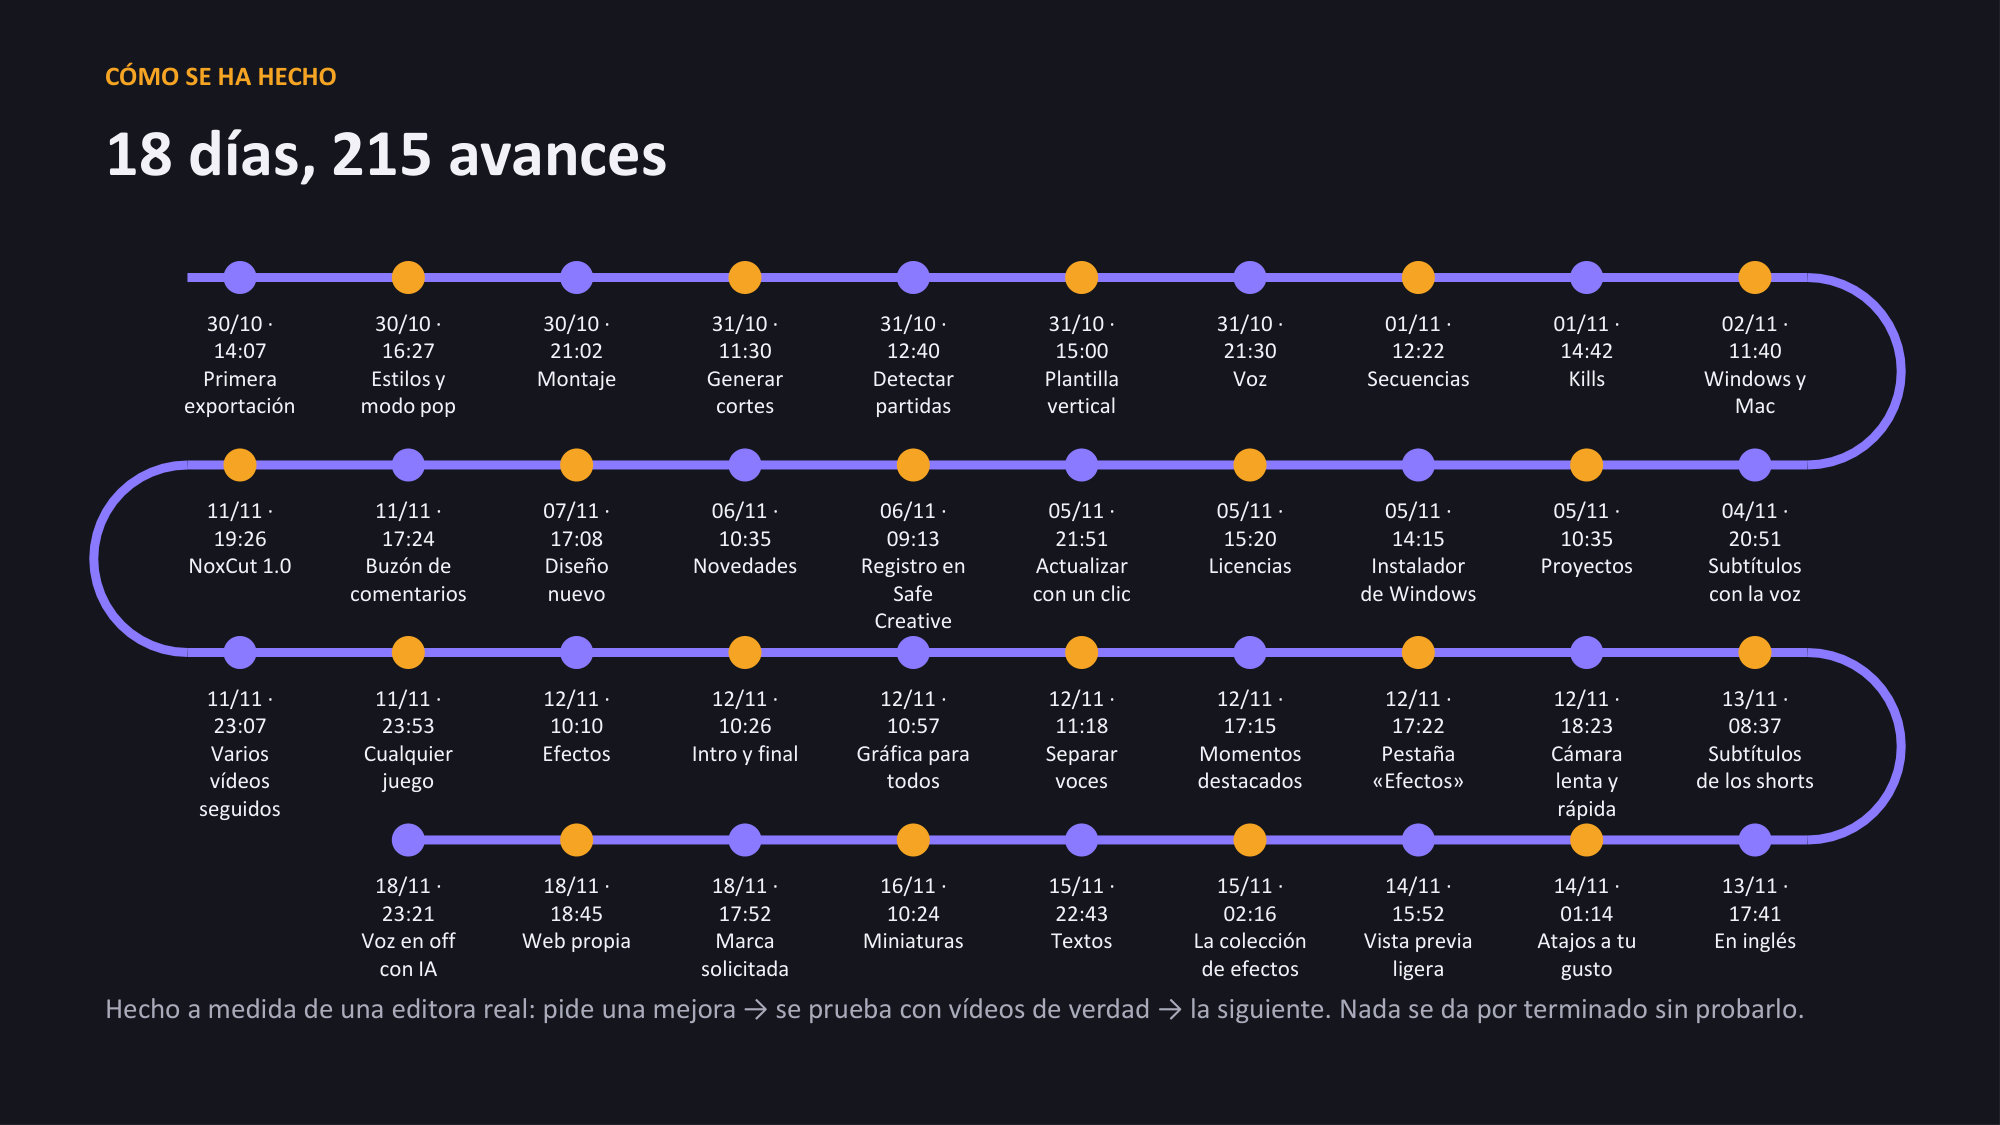 CÓMO SE HA HECHO
18 días, 215 avances
30/10 ·
14:07
Primera
exportación
30/10 ·
16:27
Estilos y
modo pop
30/10 ·
21:02
Montaje
31/10 ·
11:30
Generar
cortes
31/10 ·
12:40
Detectar
partidas
31/10 ·
15:00
Plantilla
vertical
31/10 ·
21:30
Voz
01/11 ·
12:22
Secuencias
01/11 ·
14:42
Kills
02/11 ·
11:40
Windows y
Mac
11/11 ·
19:26
NoxCut 1.0
11/11 ·
17:24
Buzón de
comentarios
07/11 ·
17:08
Diseño
nuevo
06/11 ·
10:35
Novedades
06/11 ·
09:13
Registro en
Safe
Creative
05/11 ·
21:51
Actualizar
con un clic
05/11 ·
15:20
Licencias
05/11 ·
14:15
Instalador
de Windows
05/11 ·
10:35
Proyectos
04/11 ·
20:51
Subtítulos
con la voz
11/11 ·
23:07
Varios
vídeos
seguidos
11/11 ·
23:53
Cualquier
juego
12/11 ·
10:10
Efectos
12/11 ·
10:26
Intro y final
12/11 ·
10:57
Gráfica para
todos
12/11 ·
11:18
Separar
voces
12/11 ·
17:15
Momentos
destacados
12/11 ·
17:22
Pestaña
«Efectos»
12/11 ·
18:23
Cámara
lenta y
rápida
13/11 ·
08:37
Subtítulos
de los shorts
18/11 ·
23:21
Voz en off
con IA
18/11 ·
18:45
Web propia
18/11 ·
17:52
Marca
solicitada
16/11 ·
10:24
Miniaturas
15/11 ·
22:43
Textos
15/11 ·
02:16
La colección
de efectos
14/11 ·
15:52
Vista previa
ligera
14/11 ·
01:14
Atajos a tu
gusto
13/11 ·
17:41
En inglés
Hecho a medida de una editora real: pide una mejora → se prueba con vídeos de verdad → la siguiente. Nada se da por terminado sin probarlo.